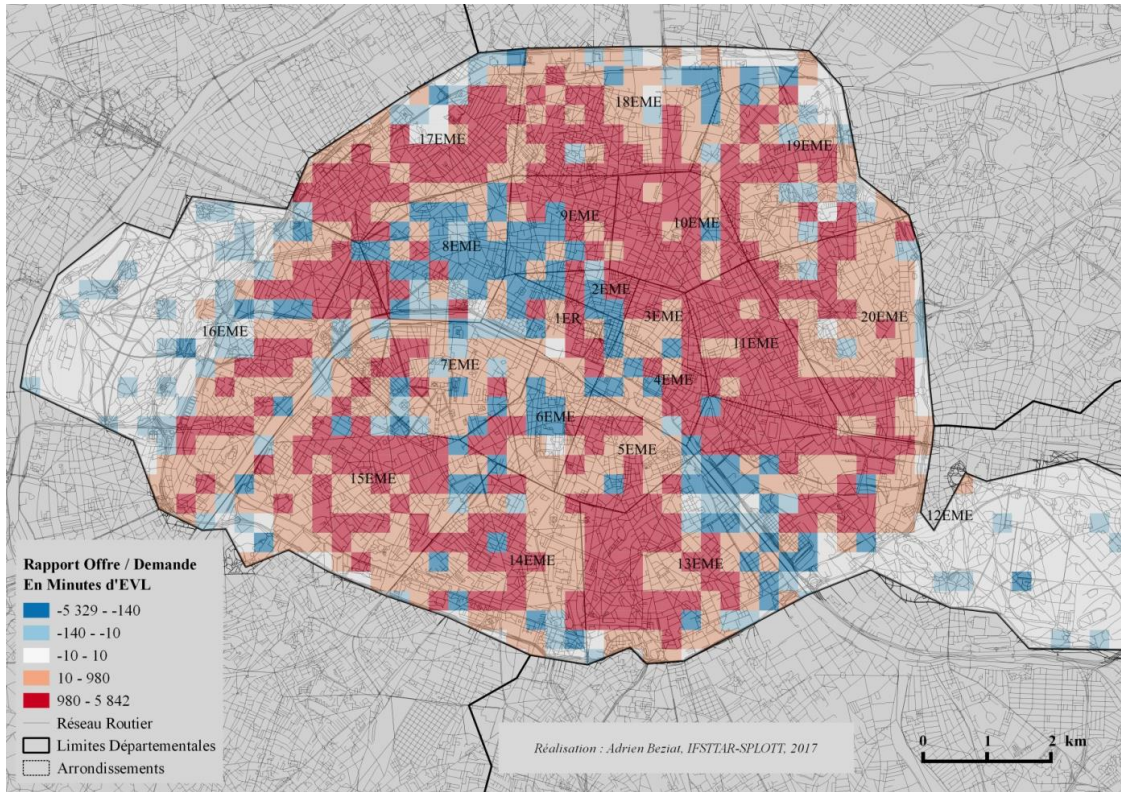 18EME
17EME
19EME
9EME
10EME
8EME
2EME
1ER
3EME
20EME
16EME
11EME
7EME
4EME
6EME
5EME
15EME
12EME
14EME
13EME
Rapport Offre / Demande
En Minutes d'EVL
-5 329 - -140
-140 - -10
-10 - 10
10 - 980
980 - 5 842
Réseau Routier
Limites Départementales
Arrondissements
Réalisation : Adrien Beziat, IFSTTAR-SPLOTT, 2017
0 1 2 km